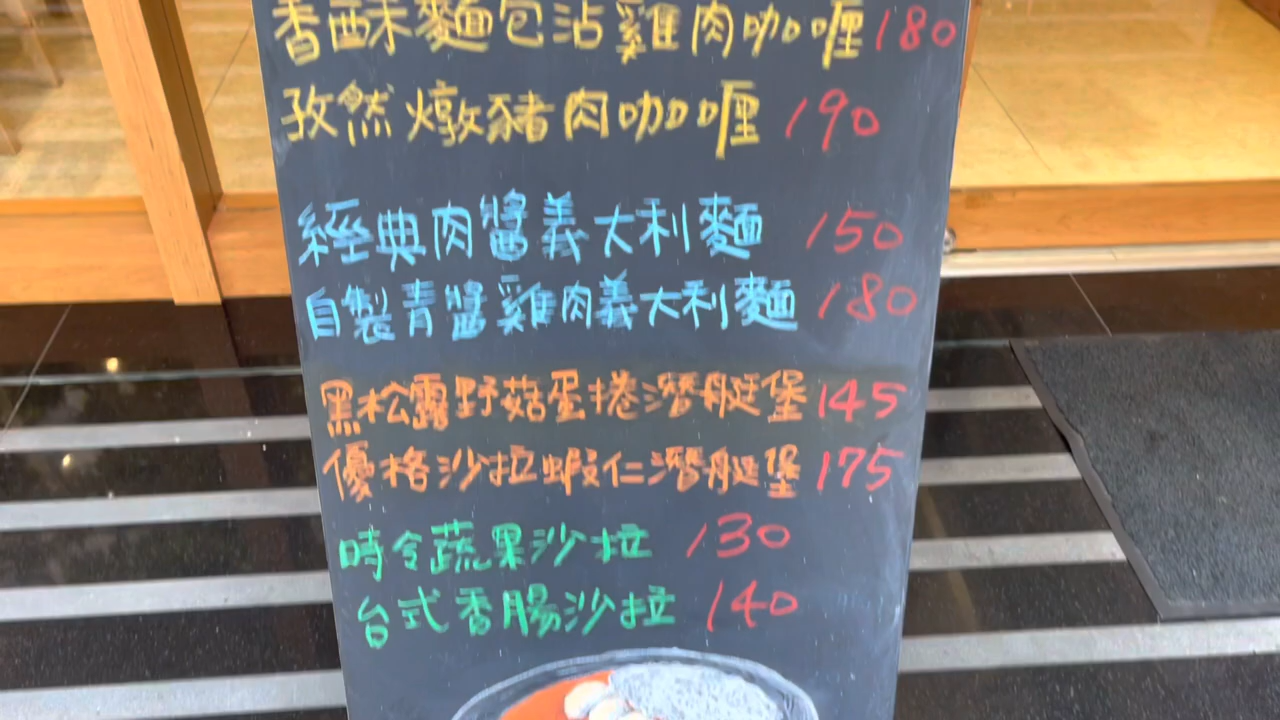 香酥麵包沾雞肉咖喱 180
孜然燉豬肉咖喱 190
經典肉醬義大利麵 150
自製青醬雞肉義大利麵 180
黑松露野菇蛋捲潛艇堡 145
優格沙拉蝦仁潛艇堡 175
時令蔬果沙拉 130
台式香腸沙拉 140